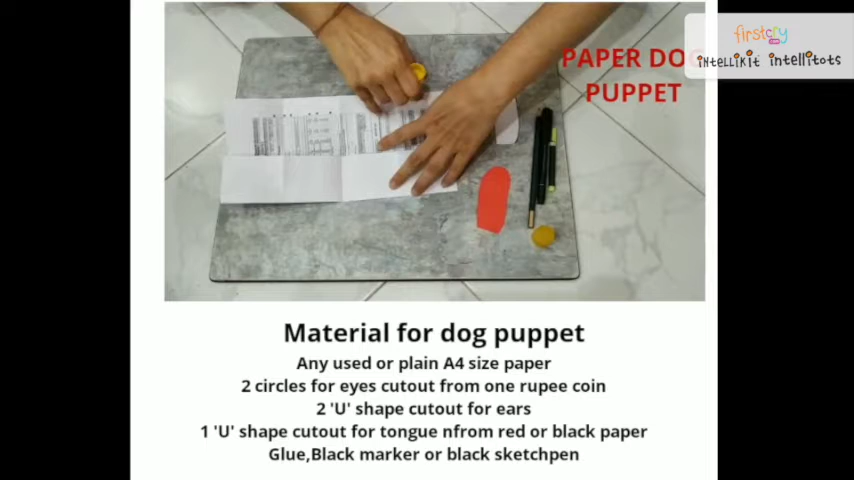 firstcry
intellikit intellitots
PAPER DO
PUPPET
Material for dog puppet
Any used or plain A4 size paper
2 circles for eyes cutout from one rupee coin
2 'U' shape cutout for ears
1 'U' shape cutout for tongue nfrom red or black paper
Glue,Black marker or black sketchpen